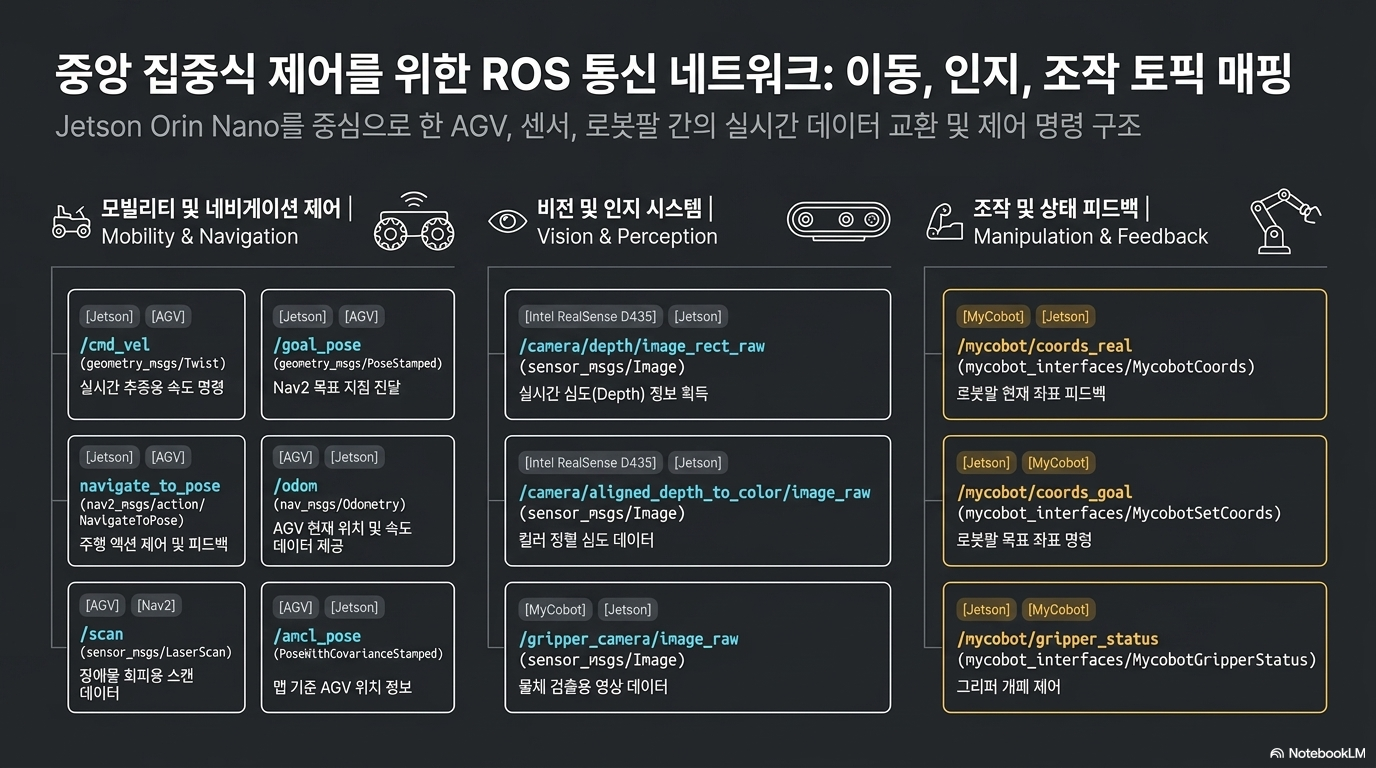 중앙 집중식 제어를 위한 ROS 통신 네트워크: 이동, 인지, 조작 토픽 매핑
Jetson Orin Nano를 중심으로 한 AGV, 센서, 로봇팔 간의 실시간 데이터 교환 및 제어 명령 구조
모빌리티 및 네비게이션 제어 |
Mobility & Navigation
[Jetson] [AGV]
/cmd_vel
(geometry_msgs/Twist)
실시간 추증옹 속도 명령
[Jetson] [AGV]
/goal_pose
(geometry_msgs/PoseStamped)
Nav2 목표 지짐 진달
[Jetson] [AGV]
navigate_to_pose
(nav2_msgs/action/
NavigateToPose)
주행 액션 제어 및 피드백
[AGV] [Jetson]
/odom
(nav_msgs/Odometry)
AGV 현재 위치 및 속도
데이터 제긍
[AGV] [Nav2]
/scan
(sensor_msgs/LaserScan)
징애물 회피용 스캔
데이터
[AGV] [Jetson]
/amcl_pose
(PoseWithCovarianceStamped)
맵 기준 AGV 위치 정보
비전 및 인지 시스템 |
Vision & Perception
[Intel RealSense D435] [Jetson]
/camera/depth/image_rect_raw
(sensor_msgs/Image)
실시간 심도(Depth) 정보 획득
[Intel RealSense D435] [Jetson]
/camera/aligned_depth_to_color/image_raw
(sensor_msgs/Image)
컬러 징렬 심도 데이터
[MyCobot] [Jetson]
/gripper_camera/image_raw
(sensor_msgs/Image)
물체 검출용 영상 데이터
조작 및 상태 피드백 |
Manipulation & Feedback
[MyCobot] [Jetson]
/mycobot/coords_real
(mycobot_interfaces/MycobotCoords)
로봇말 현재 좌표 피드벡
[Jetson] [MyCobot]
/mycobot/coords_goal
(mycobot_interfaces/MycobotSetCoords)
로봇말 목표 좌표 명령
[Jetson] [MyCobot]
/mycobot/gripper_status
(mycobot_interfaces/MycobotGripperStatus)
그리퍼 개폐 제어
NotebookLM